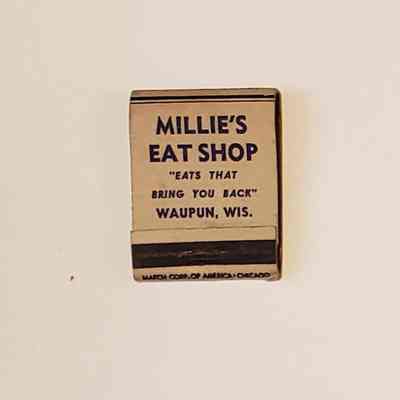 MILLIE'S
EAT SHOP
"EATS THAT
BRING YOU BACK"
WAUPUN, WIS.
MATCH CORP. OF AMERICA • CHICAGO